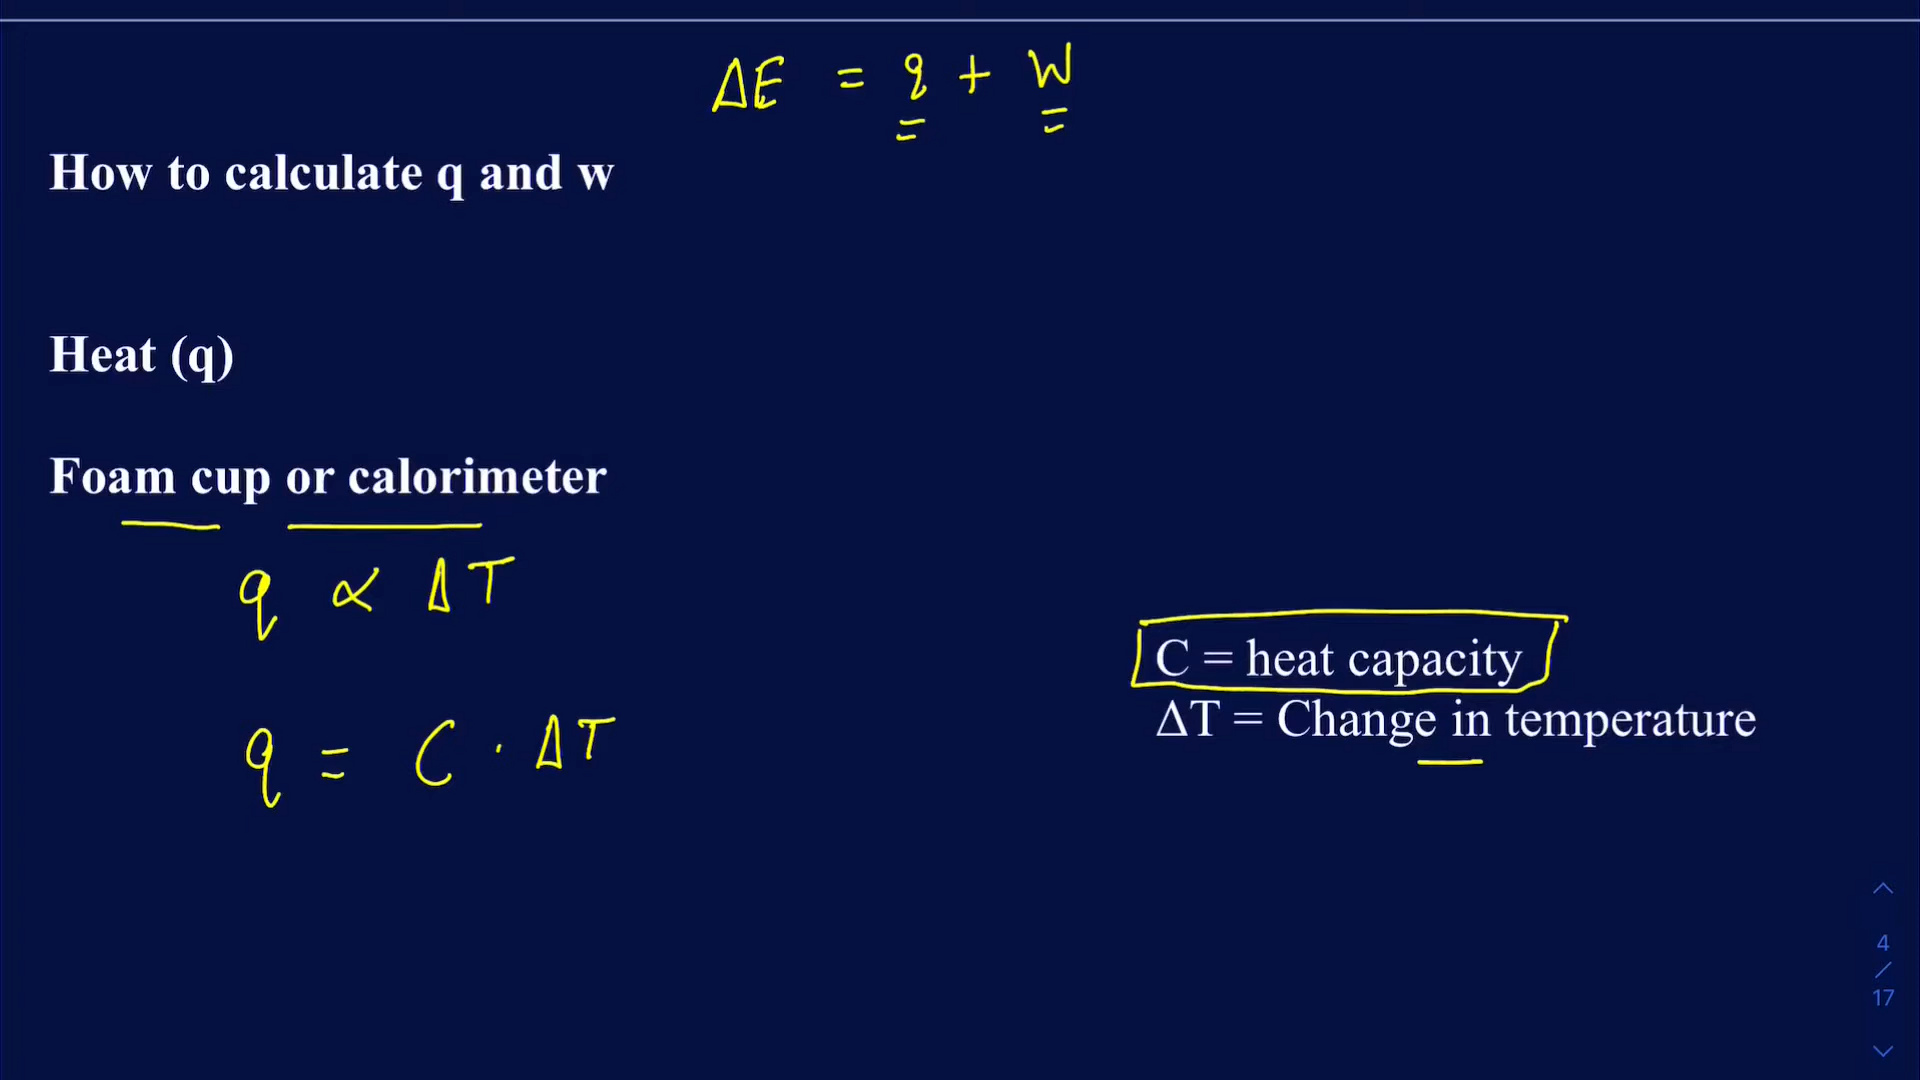 ΔE = q + W
How to calculate q and w
Heat (q)
Foam cup or calorimeter
q ∝ ΔT
C = heat capacity
ΔT = Change in temperature
q = C · ΔT
4
/
17